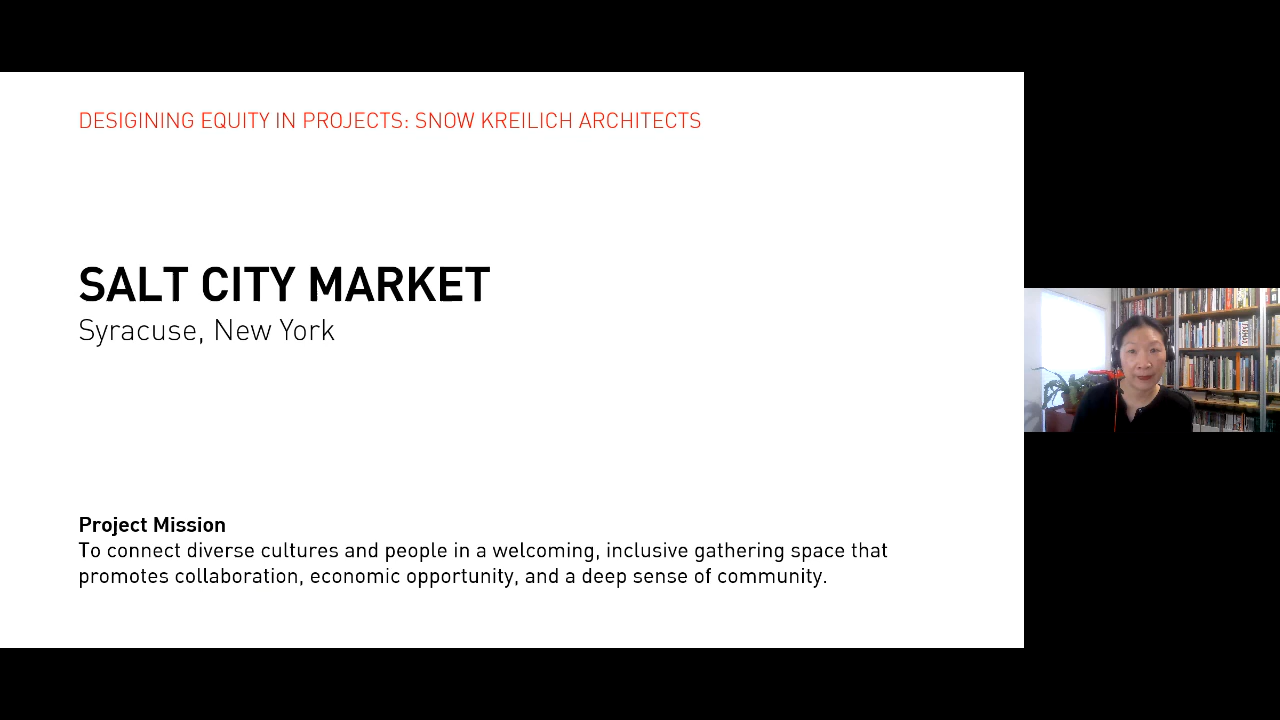 DESIGINING EQUITY IN PROJECTS: SNOW KREILICH ARCHITECTS
SALT CITY MARKET
Syracuse, New York
Project Mission
To connect diverse cultures and people in a welcoming, inclusive gathering space that
promotes collaboration, economic opportunity, and a deep sense of community.